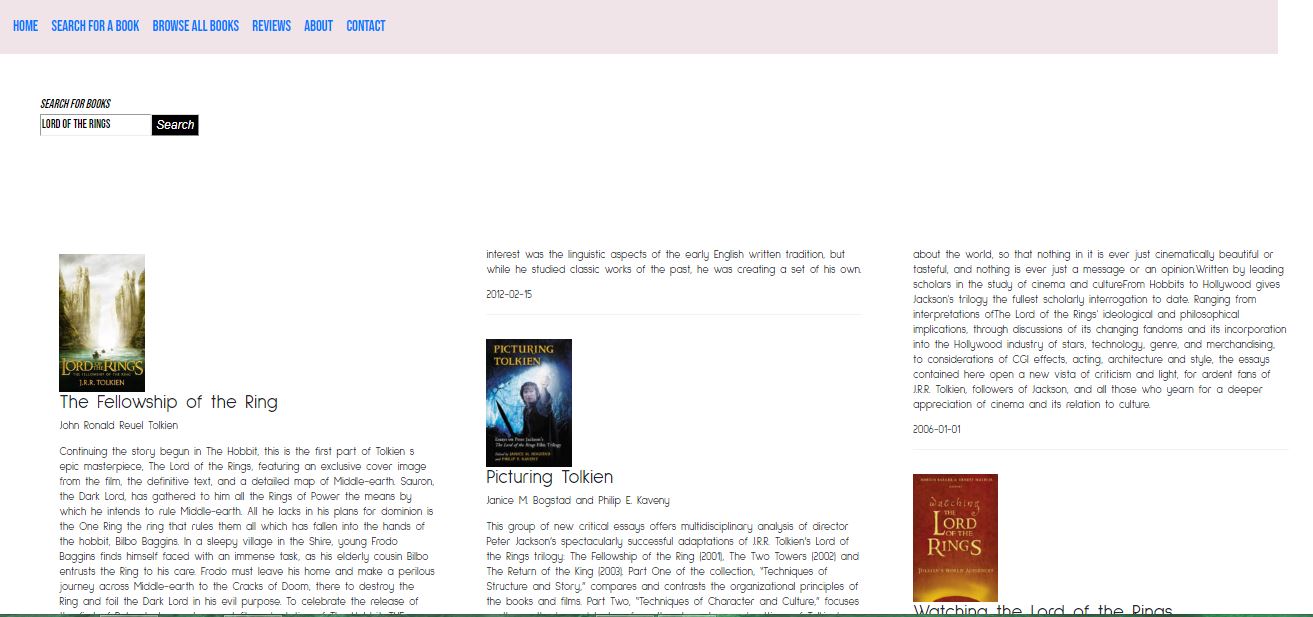 HOME SEARCH FOR A BOOK BROWSE ALL BOOKS REVIEWS ABOUT CONTACT
SEARCH FOR BOOKS
LORD OF THE RINGS Search
LORD OF THE RINGS
THE FELLOWSHIP OF THE RING
J.R.R. TOLKIEN
The Fellowship of the Ring
John Ronald Reuel Tolkien
Continuing the story begun in The Hobbit, this is the first part of Tolkien s
epic masterpiece, The Lord of the Rings, featuring an exclusive cover image
from the film, the definitive text, and a detailed map of Middle-earth. Sauron,
the Dark Lord, has gathered to him all the Rings of Power the means by
which he intends to rule Middle-earth. All he lacks in his plans for dominion is
the One Ring the ring that rules them all which has fallen into the hands of
the hobbit, Bilbo Baggins. In a sleepy village in the Shire, young Frodo
Baggins finds himself faced with an immense task, as his elderly cousin Bilbo
entrusts the Ring to his care. Frodo must leave his home and make a perilous
journey across Middle-earth to the Cracks of Doom, there to destroy the
Ring and foil the Dark Lord in his evil purpose. To celebrate the release of
interest was the linguistic aspects of the early English written tradition, but
while he studied classic works of the past, he was creating a set of his own.
2012-02-15
PICTURING
TOLKIEN
Essays on Peter Jackson's
The Lord of the Rings Film Trilogy
Edited by JANICE M. BOGSTAD
and PHILIP E. KAVENY
Picturing Tolkien
Janice M. Bogstad and Philip E. Kaveny
This group of new critical essays offers multidisciplinary analysis of director
Peter Jackson's spectacularly successful adaptations of J.R.R. Tolkien's Lord of
the Rings trilogy: The Fellowship of the Ring (2001), The Two Towers (2002) and
The Return of the King (2003). Part One of the collection, "Techniques of
Structure and Story," compares and contrasts the organizational principles of
the books and films. Part Two, "Techniques of Character and Culture," focuses
about the world, so that nothing in it is ever just cinematically beautiful or
tasteful, and nothing is ever just a message or an opinion.Written by leading
scholars in the study of cinema and cultureFrom Hobbits to Hollywood gives
Jackson's trilogy the fullest scholarly interrogation to date. Ranging from
interpretations ofThe Lord of the Rings' ideological and philosophical
implications, through discussions of its changing fandoms and its incorporation
into the Hollywood industry of stars, technology, genre, and merchandising,
to considerations of CGI effects, acting, architecture and style, the essays
contained here open a new vista of criticism and light, for ardent fans of
J.R.R. Tolkien, followers of Jackson, and all those who yearn for a deeper
appreciation of cinema and its relation to culture.
2006-01-01
watching
THE
LORD
OF THE
RINGS
TOLKIEN'S WORLD AUDIENCES
Watching the Lord of the Rings